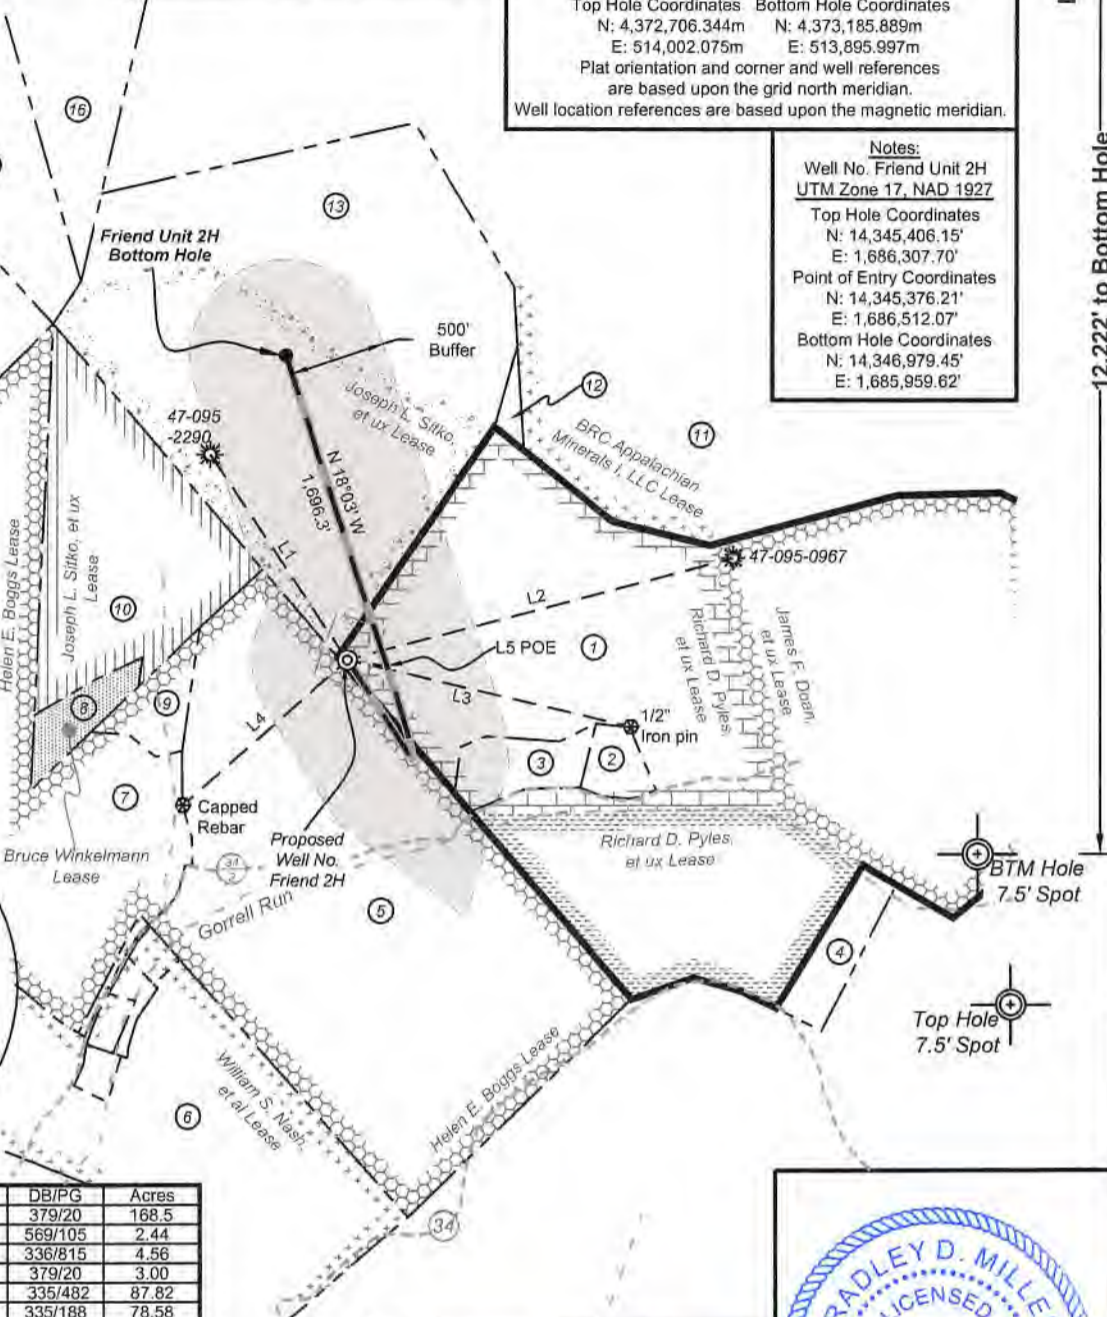 Top Hole Coordinates Bottom Hole Coordinates
N: 4,372,706.344m N: 4,373,185.889m
E: 514,002.075m E: 513,895.997m
Plat orientation and corner and well references
are based upon the grid north meridian.
Well location references are based upon the magnetic meridian.
Notes:
Well No. Friend Unit 2H
UTM Zone 17, NAD 1927
Top Hole Coordinates
N: 14,345,406.15'
E: 1,686,307.70'
Point of Entry Coordinates
N: 14,345,376.21'
E: 1,686,512.07'
Bottom Hole Coordinates
N: 14,346,979.45'
E: 1,685,959.62'
12,222' to Bottom Hole
16
13
Friend Unit 2H
Bottom Hole
500'
Buffer
12
11
Joseph L. Sitko,
et ux Lease
BRC Appalachian
Minerals I, LLC Lease
47-095
-2290
N 18°03' W
1,696.3'
L1
47-095-0967
L2
Helen E. Boggs Lease
Joseph L. Sitko, et ux
Lease
10
L5 POE
1
Richard D. Pyles,
et ux Lease
James F. Doan,
et ux Lease
L3
8
9
L4
1/2"
Iron pin
3
2
7
Capped
Rebar
Proposed
Well No.
Friend 2H
Richard D. Pyles,
et ux Lease
Bruce Winkelmann
Lease
34
2
Gorrell Run
5
BTM Hole
7.5' Spot
4
Top Hole
7.5' Spot
William S. Nash,
et al Lease
Helen E. Boggs Lease
6
34
DB/PG Acres
379/20 168.5
569/105 2.44
336/815 4.56
379/20 3.00
335/482 87.82
335/188 78.58
BRADLEY D. MILLER
LICENSED